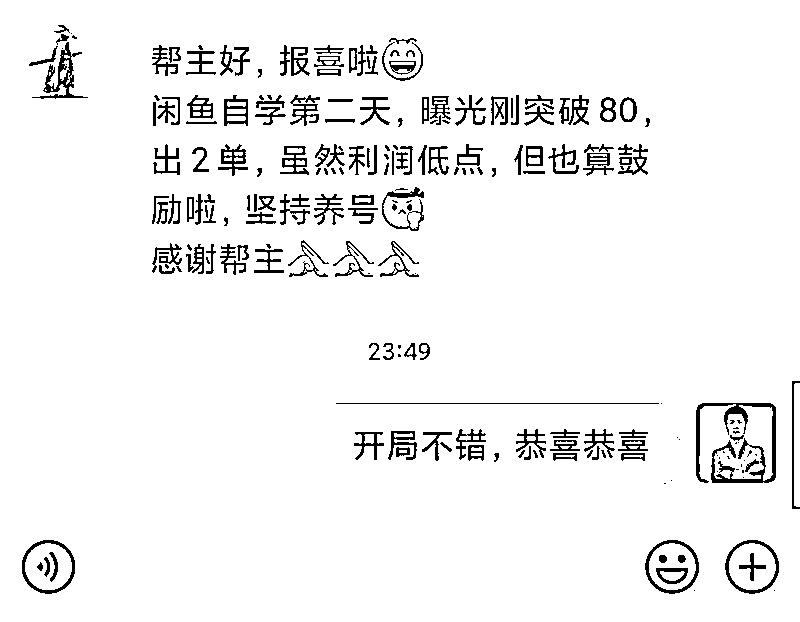 帮主好，报喜啦
闲鱼自学第二天，曝光刚突破80，
出2单，虽然利润低点，但也算鼓
励啦，坚持养号
感谢帮主
23:49
开局不错，恭喜恭喜